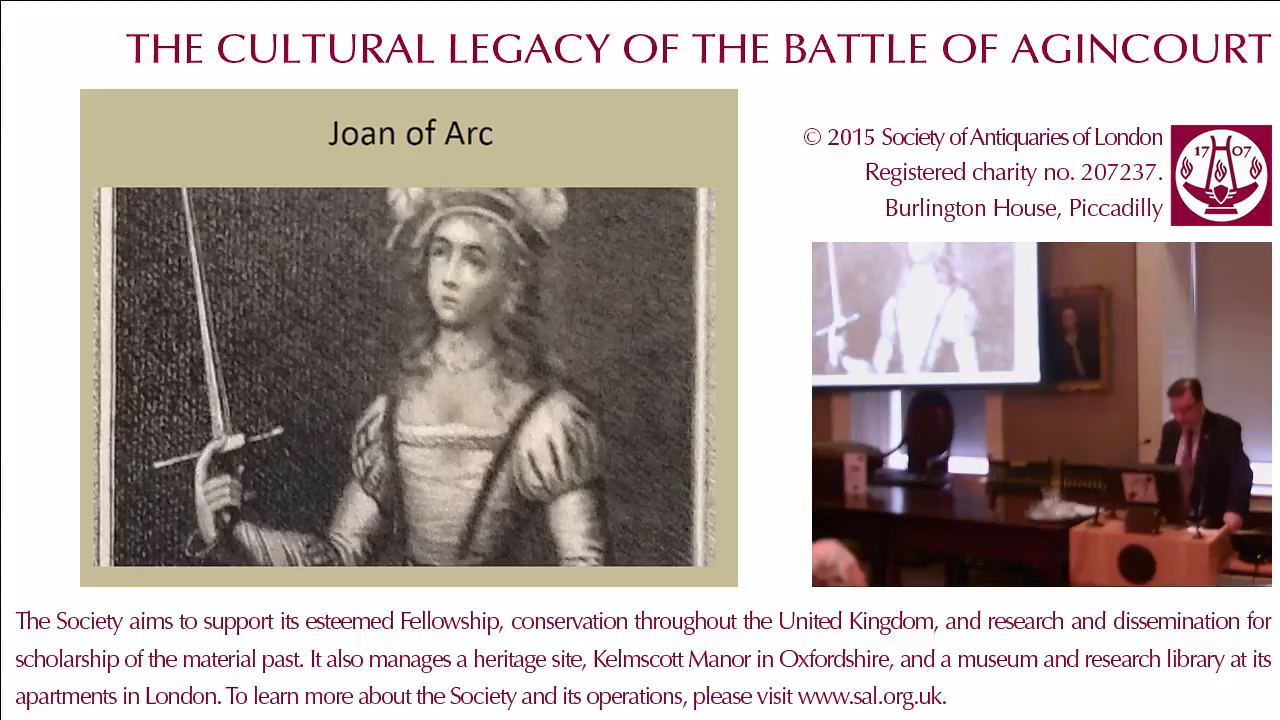 THE CULTURAL LEGACY OF THE BATTLE OF AGINCOURT
Joan of Arc
© 2015 Society of Antiquaries of London
Registered charity no. 207237.
Burlington House, Piccadilly
17 07
The Society aims to support its esteemed Fellowship, conservation throughout the United Kingdom, and research and dissemination for
scholarship of the material past. It also manages a heritage site, Kelmscott Manor in Oxfordshire, and a museum and research library at its
apartments in London. To learn more about the Society and its operations, please visit www.sal.org.uk.